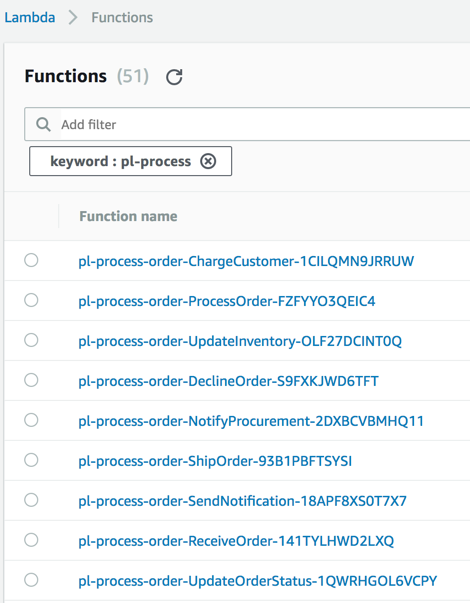 Lambda > Functions
Functions (51)
Add filter
keyword : pl-process
Function name
pl-process-order-ChargeCustomer-1CILQMN9JRRUW
pl-process-order-ProcessOrder-FZFYYO3QEIC4
pl-process-order-UpdateInventory-OLF27DCINT0Q
pl-process-order-DeclineOrder-S9FXKJWD6TFT
pl-process-order-NotifyProcurement-2DXBCVBMHQ11
pl-process-order-ShipOrder-93B1PBFTSYSI
pl-process-order-SendNotification-18APF8XS0T7X7
pl-process-order-ReceiveOrder-141TYLHWD2LXQ
pl-process-order-UpdateOrderStatus-1QWRHGOL6VCPY